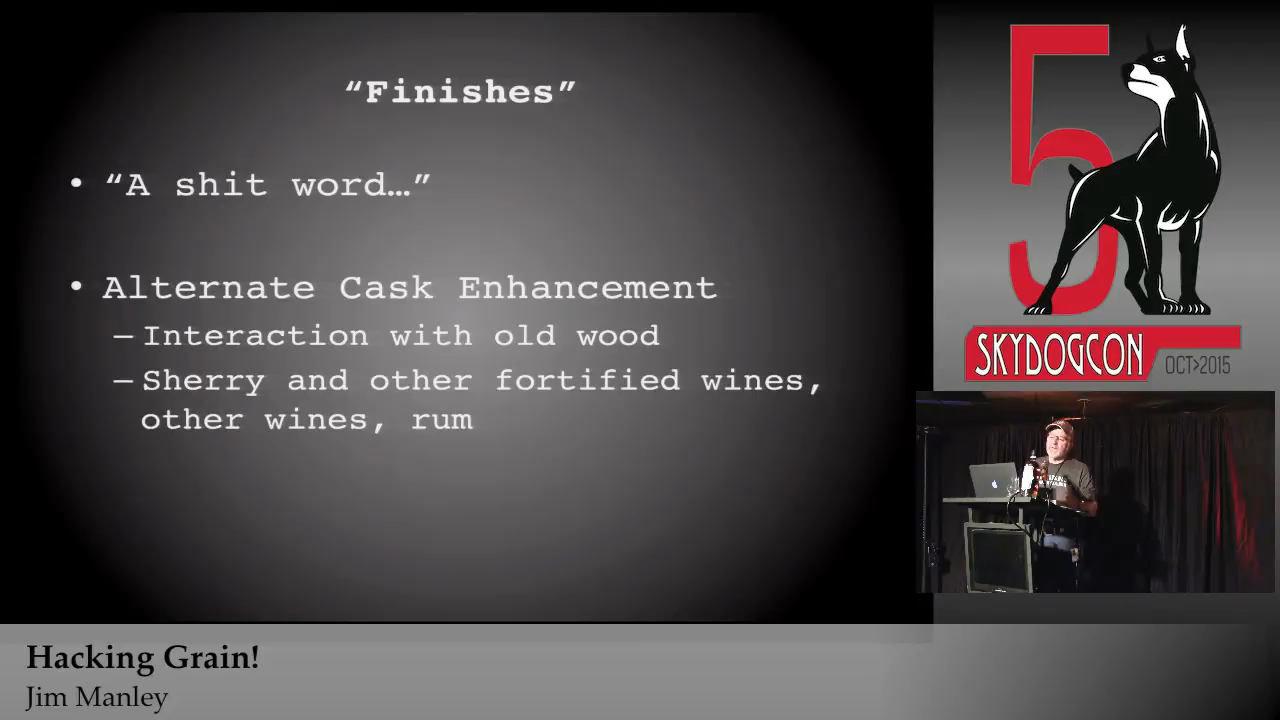 “Finishes”
• “A shit word…”
• Alternate Cask Enhancement
– Interaction with old wood
– Sherry and other fortified wines,
other wines, rum
5
SKYDOGCON
OCT>2015
Hacking Grain!
Jim Manley